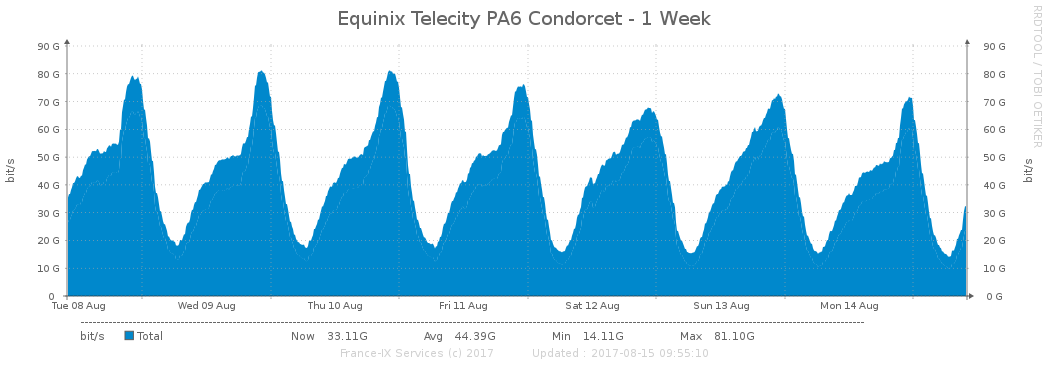 Equinix Telecity PA6 Condorcet - 1 Week
RRDTOOL / TOBI OETIKER
bit/s
90 G
80 G
70 G
60 G
50 G
40 G
30 G
20 G
10 G
0
90 G
80 G
70 G
60 G
50 G
40 G
30 G
20 G
10 G
0 G
bit/s
Tue 08 Aug Wed 09 Aug Thu 10 Aug Fri 11 Aug Sat 12 Aug Sun 13 Aug Mon 14 Aug
bit/s Total Now 33.11G Avg 44.39G Min 14.11G Max 81.10G
France-IX Services (c) 2017 Updated : 2017-08-15 09:55:10